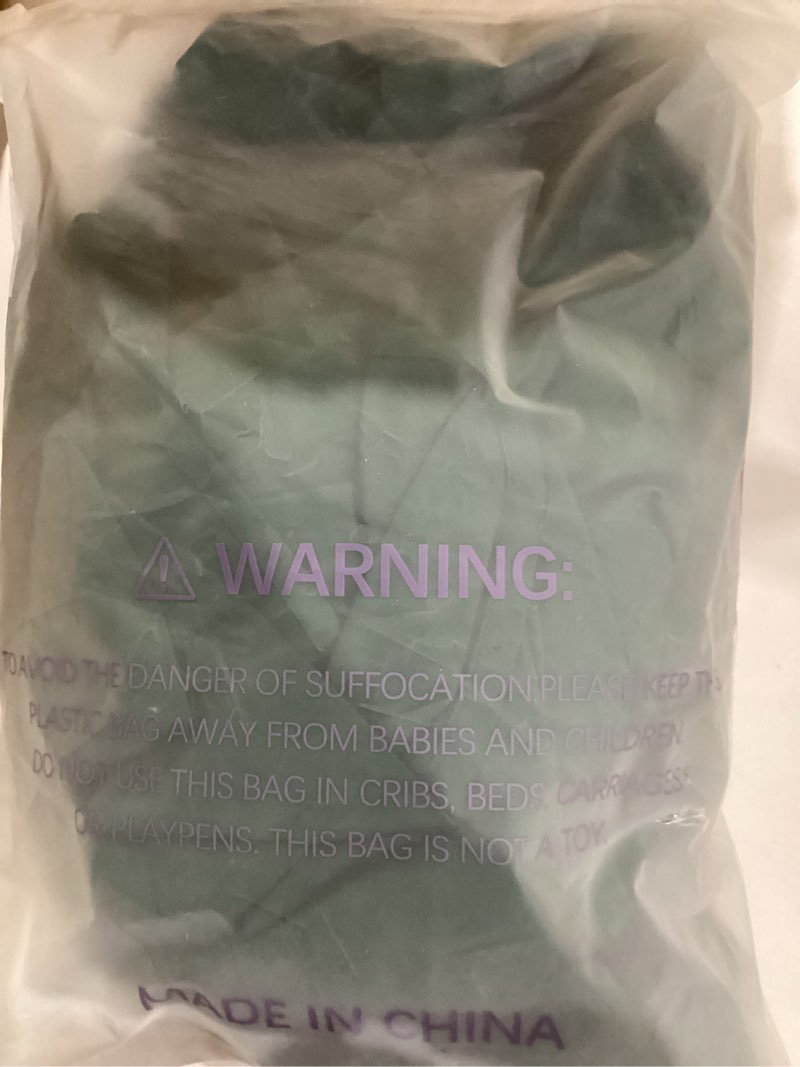 WARNING:
TO AVOID THE DANGER OF SUFFOCATION,PLEASE KEEP THIS
PLASTIC BAG AWAY FROM BABIES AND CHILDREN.
DO NOT USE THIS BAG IN CRIBS, BEDS, CARRIAGES
OR PLAYPENS. THIS BAG IS NOT A TOY.
MADE IN CHINA